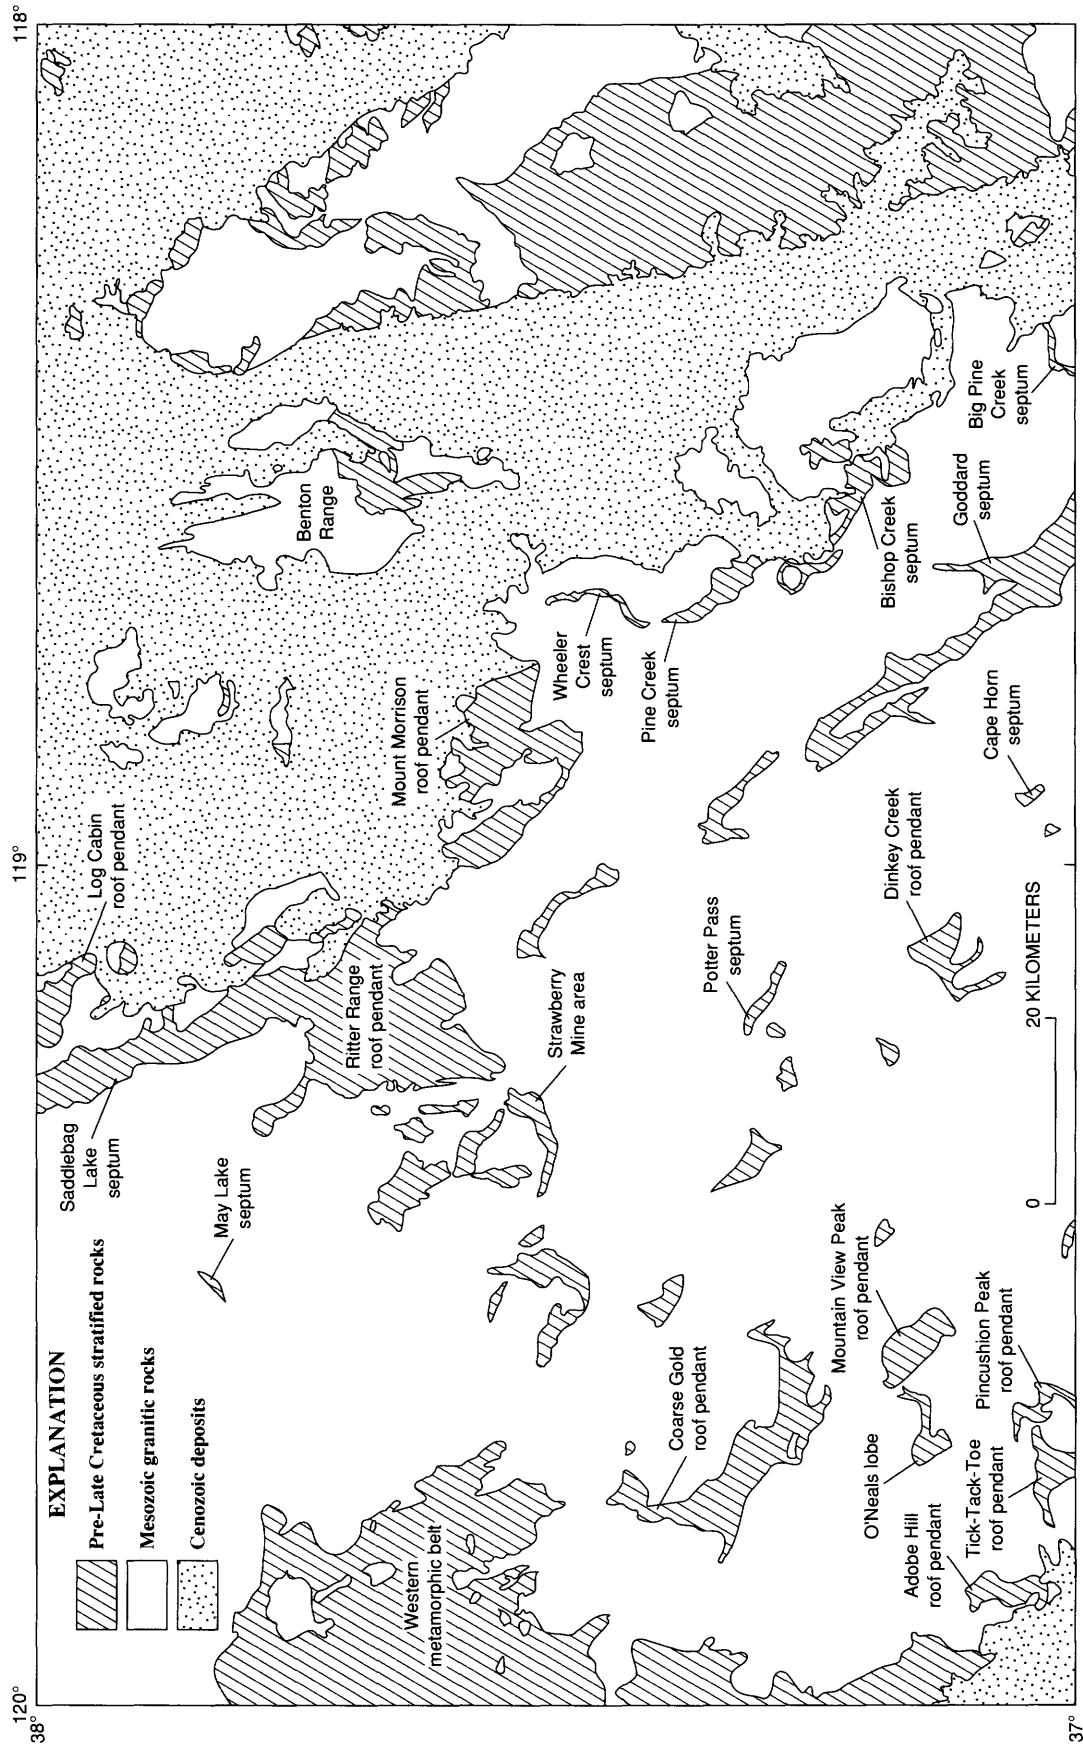 120°
119°
118°
38°
37°
EXPLANATION
Pre-Late Cretaceous stratified rocks
Mesozoic granitic rocks
Cenozoic deposits
Saddlebag
Lake
septum
Log Cabin
roof pendant
May Lake
septum
Benton
Range
Ritter Range
roof pendant
Mount Morrison
roof pendant
Western
metamorphic belt
Strawberry
Mine area
Wheeler
Crest
septum
Pine Creek
septum
Coarse Gold
roof pendant
Potter Pass
septum
Mountain View Peak
roof pendant
O'Neals lobe
Dinkey Creek
roof pendant
Bishop Creek
septum
Adobe Hill
roof pendant
Tick-Tack-Toe
roof pendant
Pincushion Peak
roof pendant
Cape Horn
septum
Goddard
septum
Big Pine
Creek
septum
0
20 KILOMETERS